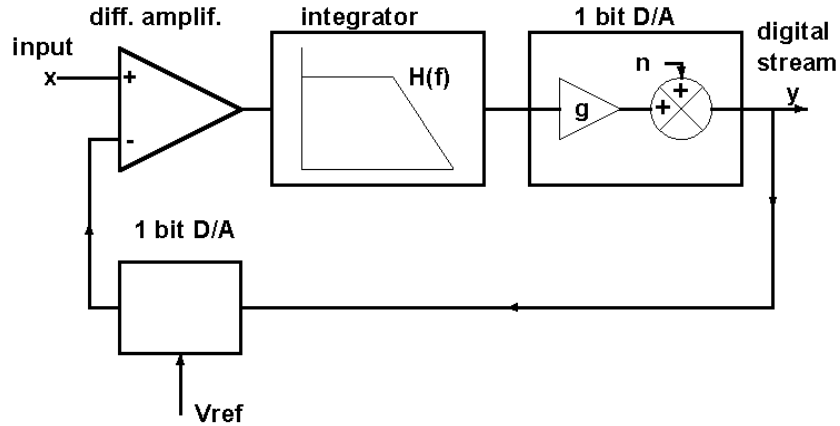 diff. amplif.
integrator
1 bit D/A
input
x
+
-
H(f)
g
n
+
+
digital
stream
y
1 bit D/A
Vref